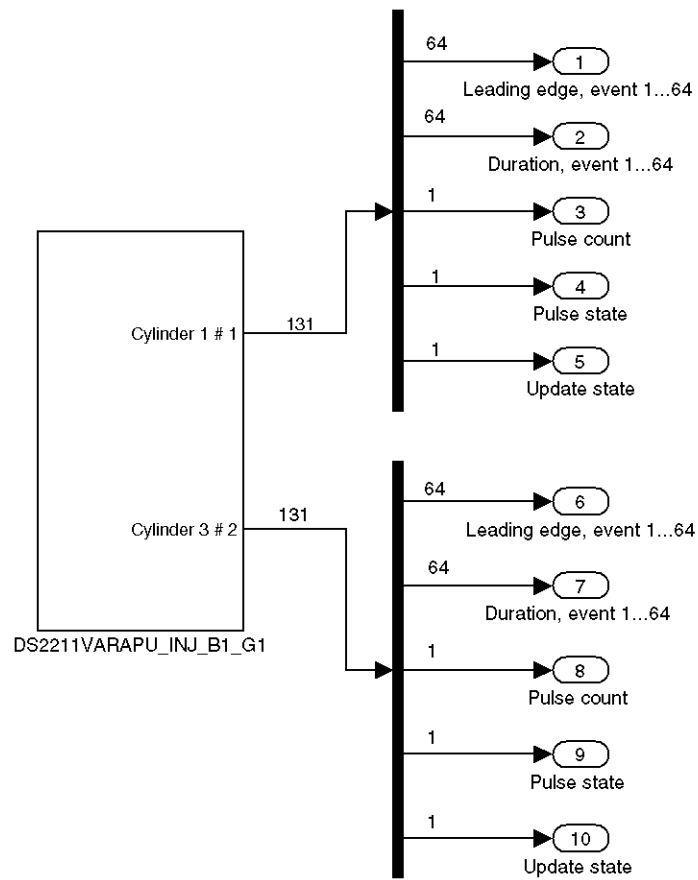 64
1
Leading edge, event 1...64
64
2
Duration, event 1...64
1
3
Pulse count
1
4
Pulse state
1
5
Update state
Cylinder 1 # 1
131
Cylinder 3 # 2
131
DS2211VARAPU_INJ_B1_G1
64
6
Leading edge, event 1...64
64
7
Duration, event 1...64
1
8
Pulse count
1
9
Pulse state
1
10
Update state